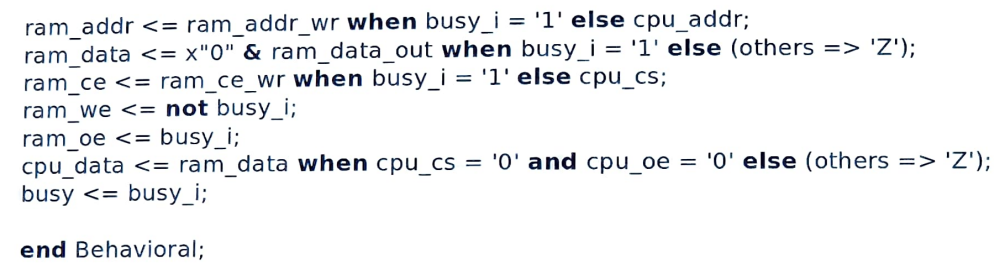 ram_addr <= ram_addr_wr when busy_i = '1' else cpu_addr;
ram_data <= x"0" & ram_data_out when busy_i = '1' else (others => 'Z');
ram_ce <= ram_ce_wr when busy_i = '1' else cpu_cs;
ram_we <= not busy_i;
ram_oe <= busy_i;
cpu_data <= ram_data when cpu_cs = '0' and cpu_oe = '0' else (others => 'Z');
busy <= busy_i;
end Behavioral;